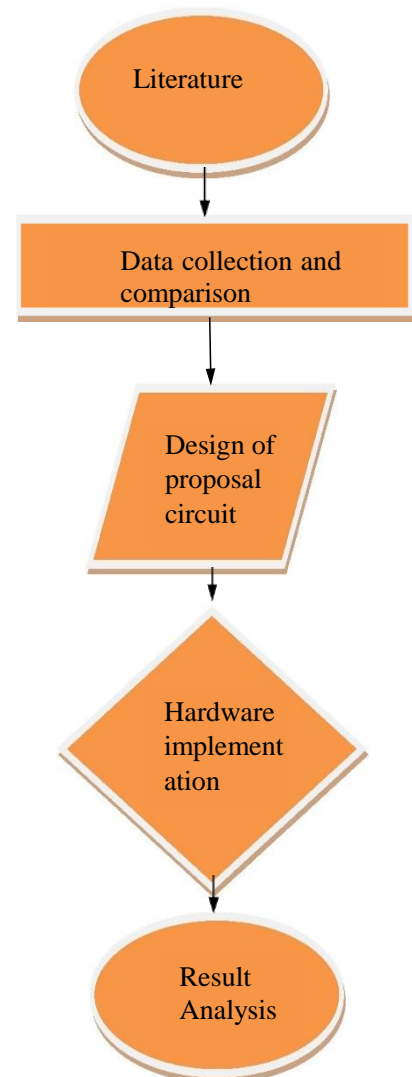 Literature
Data collection and
comparison
Design of
proposal
circuit
Hardware
implement
ation
Result
Analysis